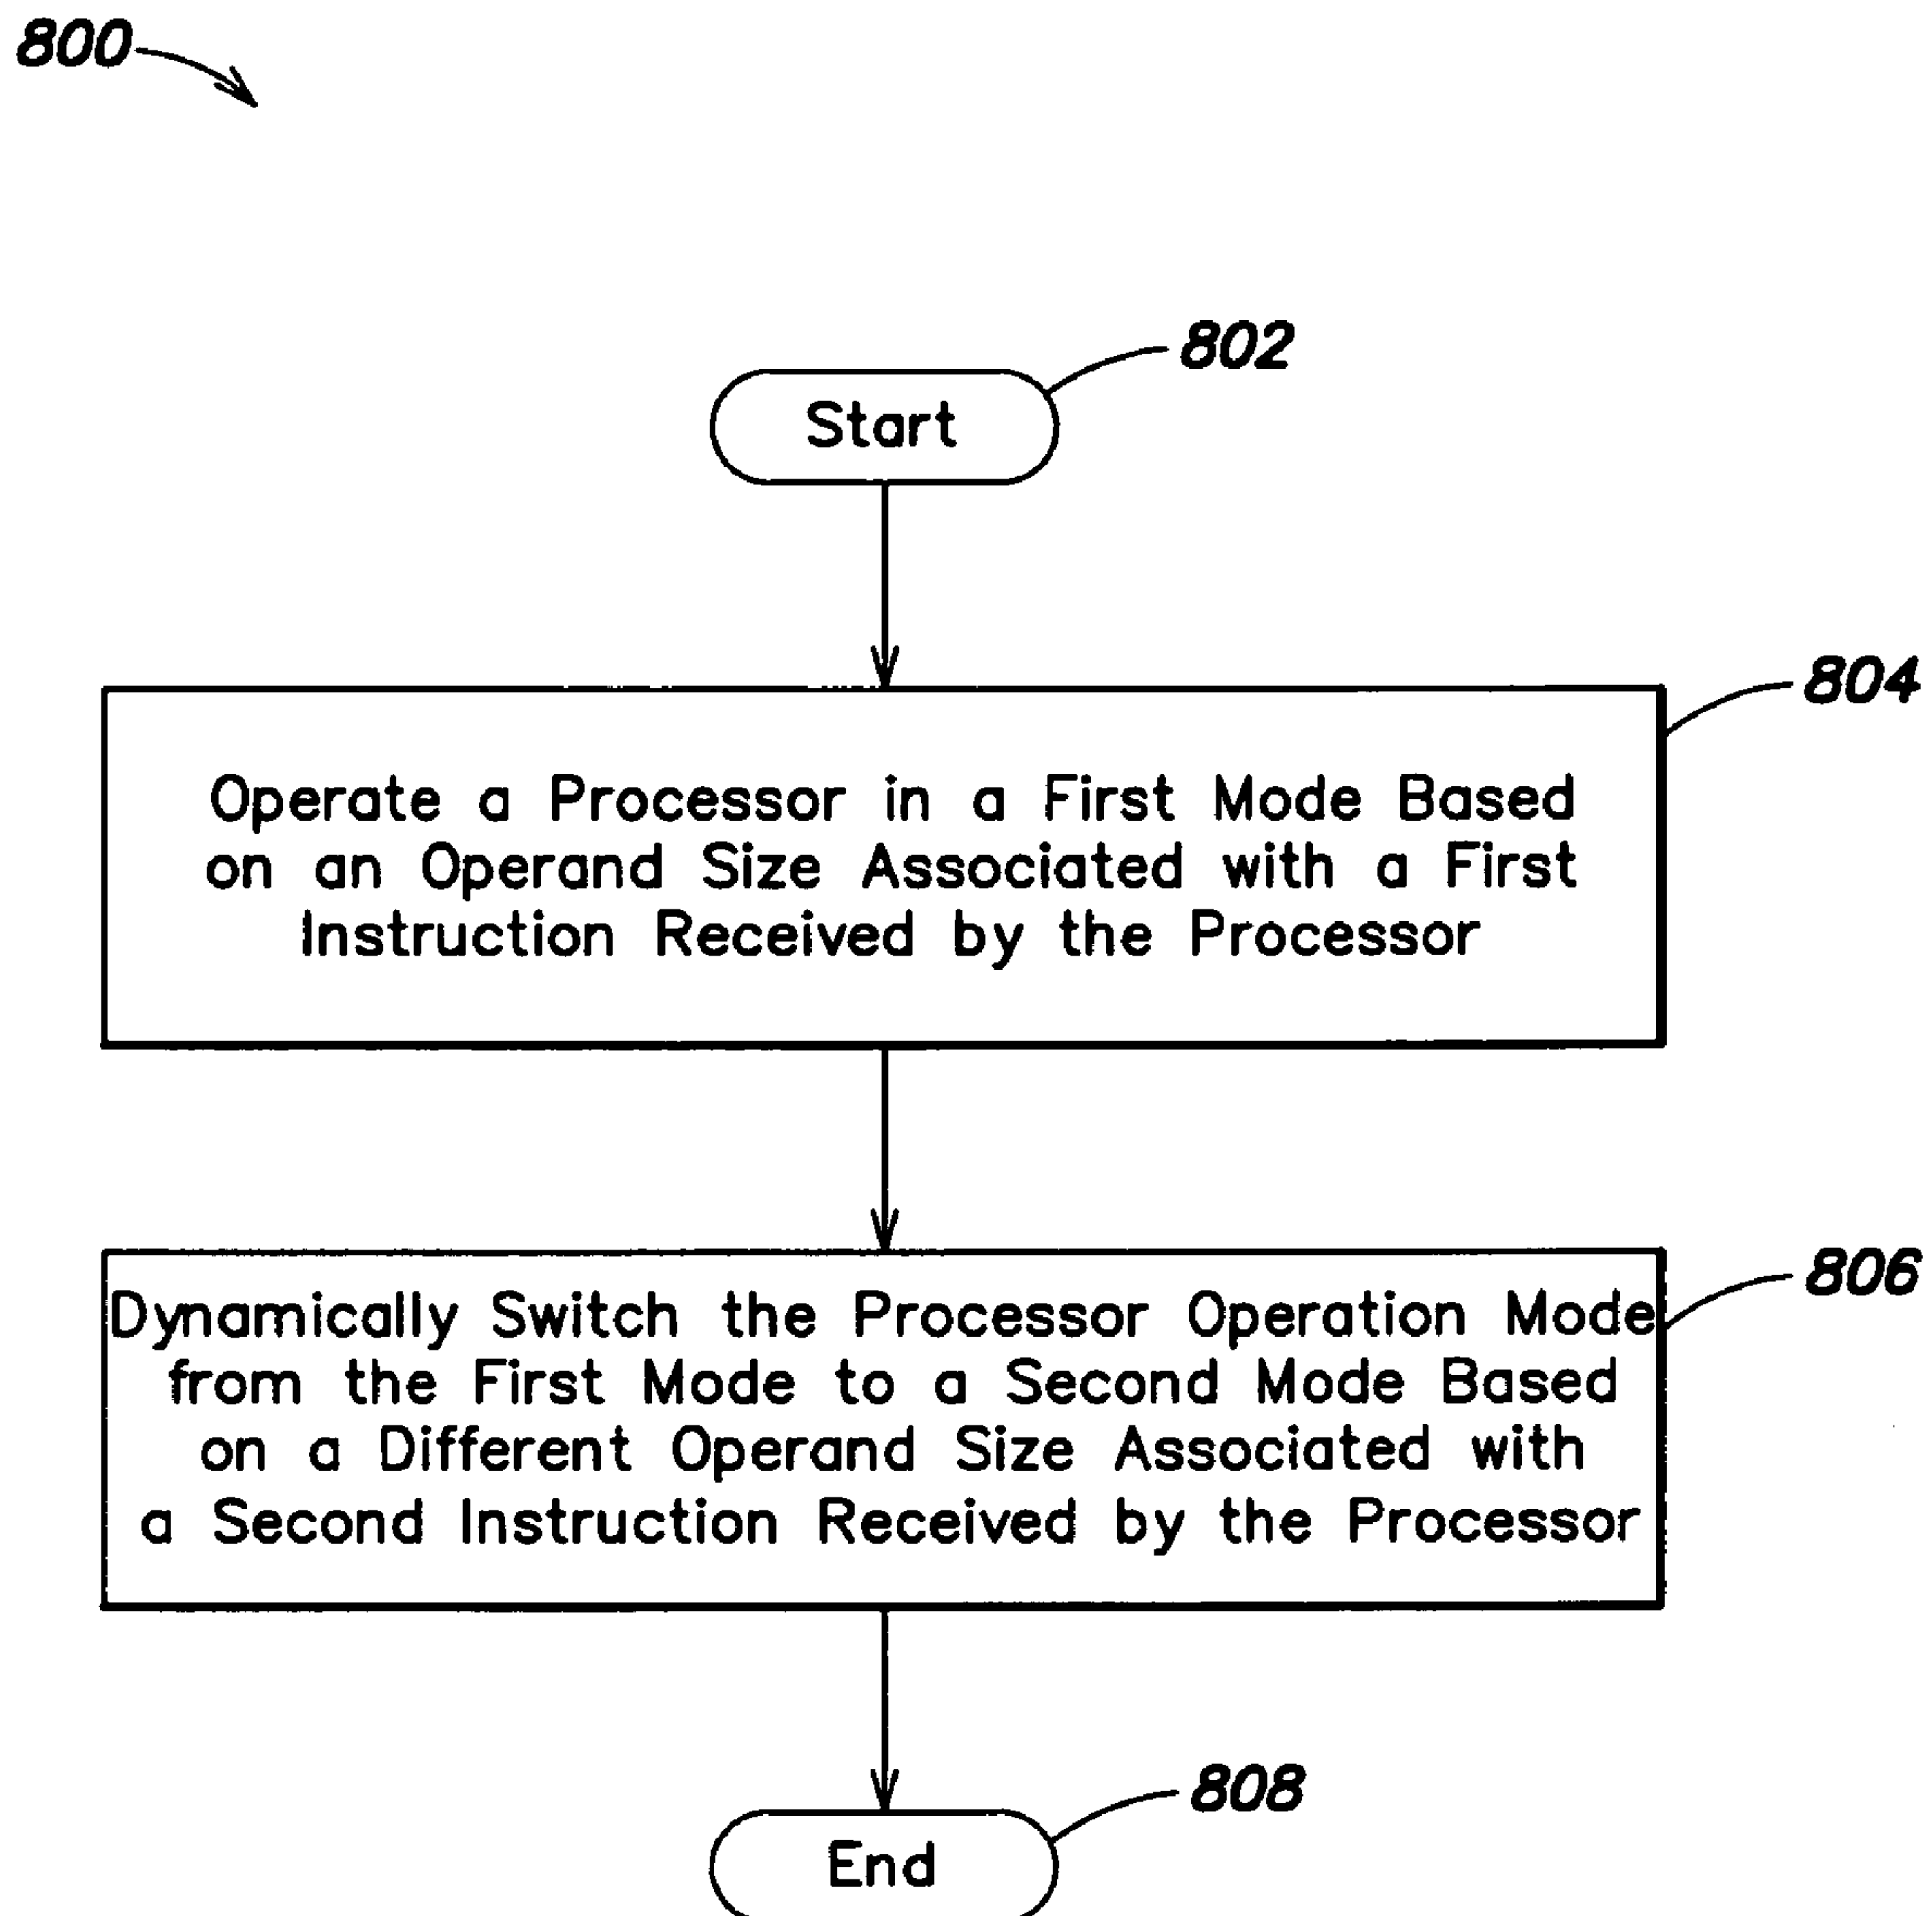 800
802
Start
804
Operate a Processor in a First Mode Based
on an Operand Size Associated with a First
Instruction Received by the Processor
806
Dynamically Switch the Processor Operation Mode
from the First Mode to a Second Mode Based
on a Different Operand Size Associated with
a Second Instruction Received by the Processor
808
End